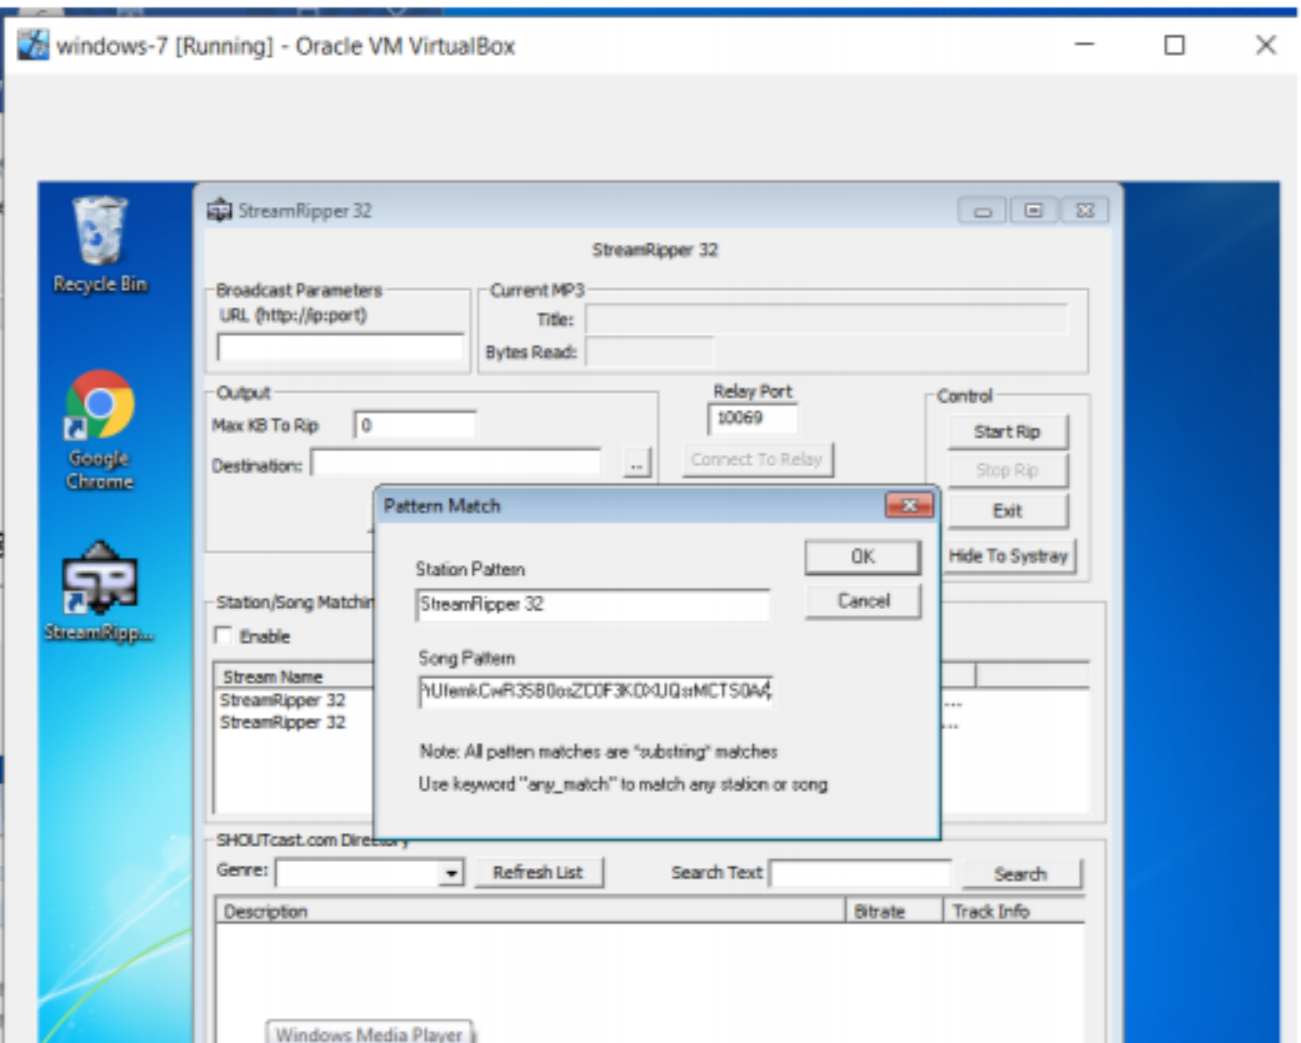 windows-7 [Running] - Oracle VM VirtualBox
Recycle Bin
Google
Chrome
StreamRipp...
StreamRipper 32
StreamRipper 32
Broadcast Parameters
URL (http://ip:port)
Current MP3
Title:
Bytes Read:
Output
Max KB To Rip 0
Destination: ..
Relay Port
10069
Connect To Relay
Control
Start Rip
Stop Rip
Exit
Hide To Systray
Pattern Match
Station Pattern
StreamRipper 32
OK
Cancel
Song Pattern
Note: All patten matches are "substring" matches
Use keyword "any_match" to match any station or song
Station/Song Matchin
Enable
Stream Name
StreamRipper 32 ...
StreamRipper 32 ...
SHOUTcast.com Directory
Genre: Refresh List Search Text Search
Description Bitrate Track Info
Windows Media Player